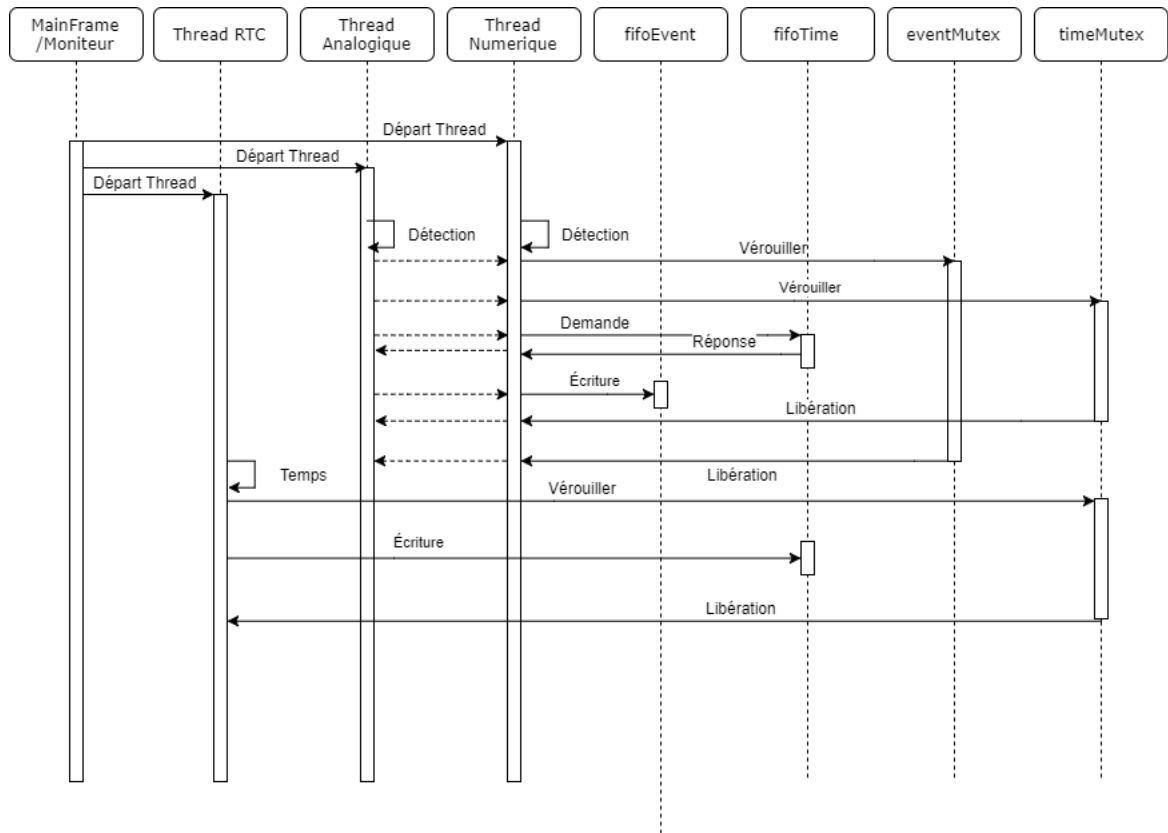 MainFrame
/Moniteur
Thread RTC
Thread
Analogique
Thread
Numerique
fifoEvent
fifoTime
eventMutex
timeMutex
Départ Thread
Départ Thread
Départ Thread
Détection
Détection
Vérouiller
Vérouiller
Demande
Réponse
Écriture
Libération
Libération
Temps
Vérouiller
Écriture
Libération